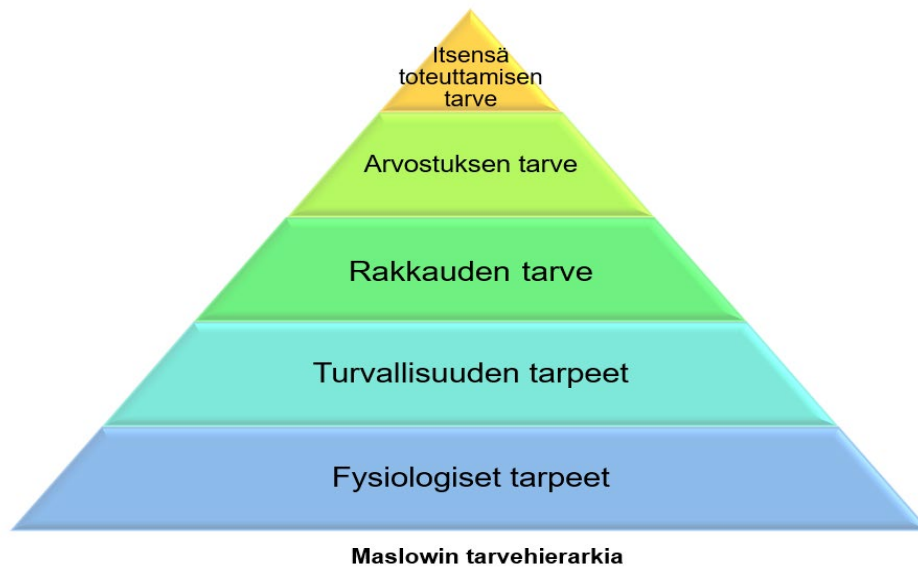 Itsensä
toteuttamisen
tarve
Arvostuksen tarve
Rakkauden tarve
Turvallisuuden tarpeet
Fysiologiset tarpeet
Maslowin tarvehierarkia